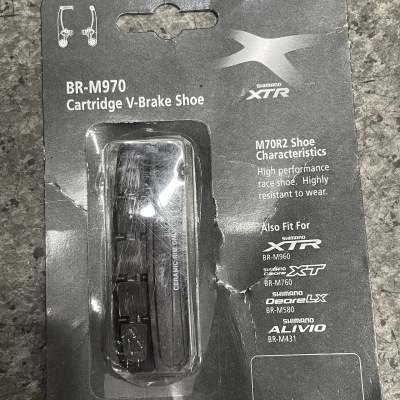 BR-M970
Cartridge V-Brake Shoe
SHIMANO
XTR
M70R2 Shoe
Characteristics
High performance
race shoe. Highly
resistant to wear.
Also Fit For
SHIMANO
XTR
BR-M960
SHIMANO
DEORE XT
BR-M760
SHIMANO
DeoreLX
BR-M580
SHIMANO
ALIVIO
BR-M431
CERAMIC RIM ONLY